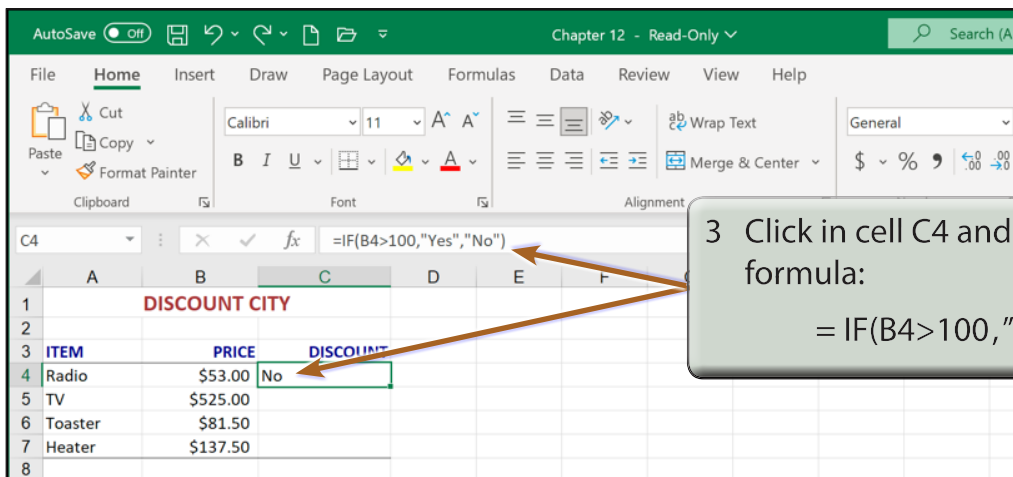 AutoSave Off Chapter 12 - Read-Only Search (A
File Home Insert Draw Page Layout Formulas Data Review View Help
Cut
Copy
Format Painter
Paste
Calibri 11 A^ Aˇ
B I U A
ab Wrap Text
Merge & Center
General
$ % 9 .00 .00
Clipboard Font Alignment
C4 fx =IF(B4>100,"Yes","No")
A B C D E F
1 DISCOUNT CITY
2
3 ITEM PRICE DISCOUNT
4 Radio $53.00 No
5 TV $525.00
6 Toaster $81.50
7 Heater $137.50
8
3 Click in cell C4 and
formula:
= IF(B4>100,"